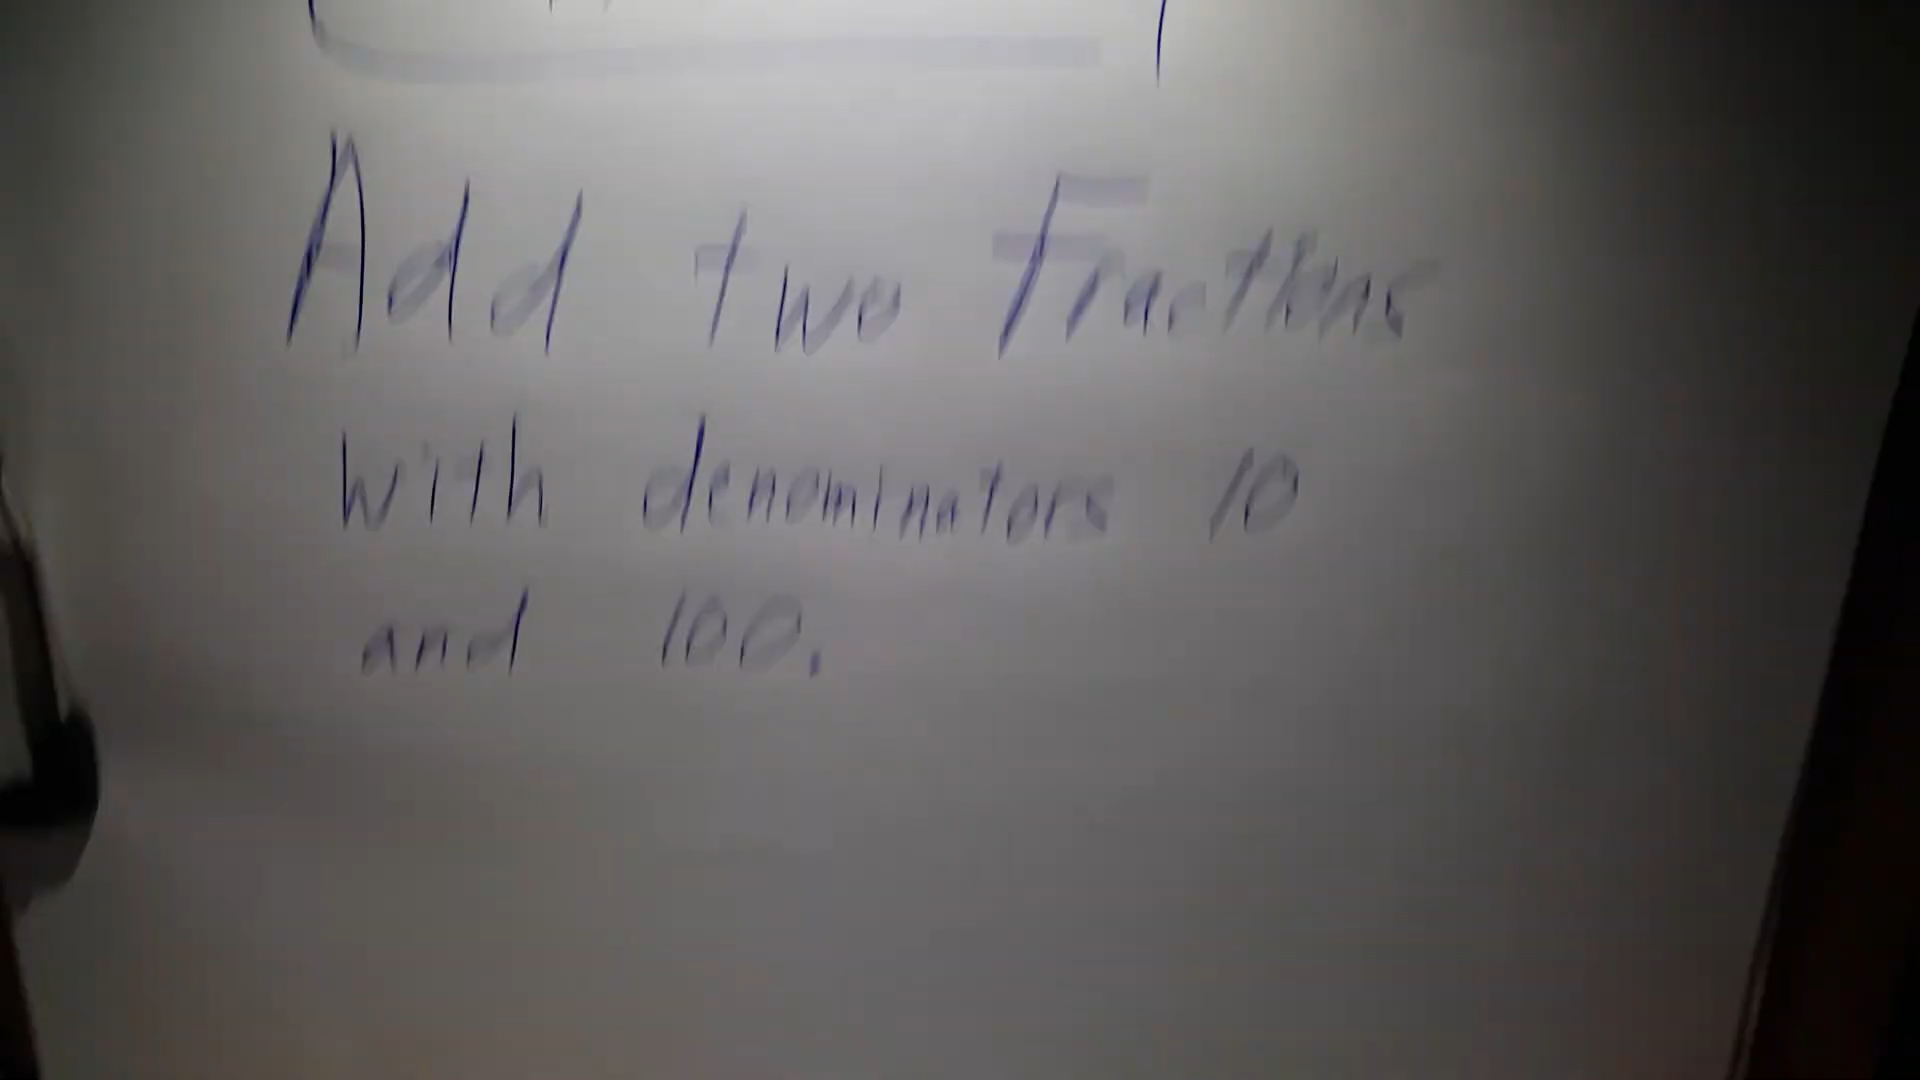 Add two Fractions
with denominators 10
and 100.